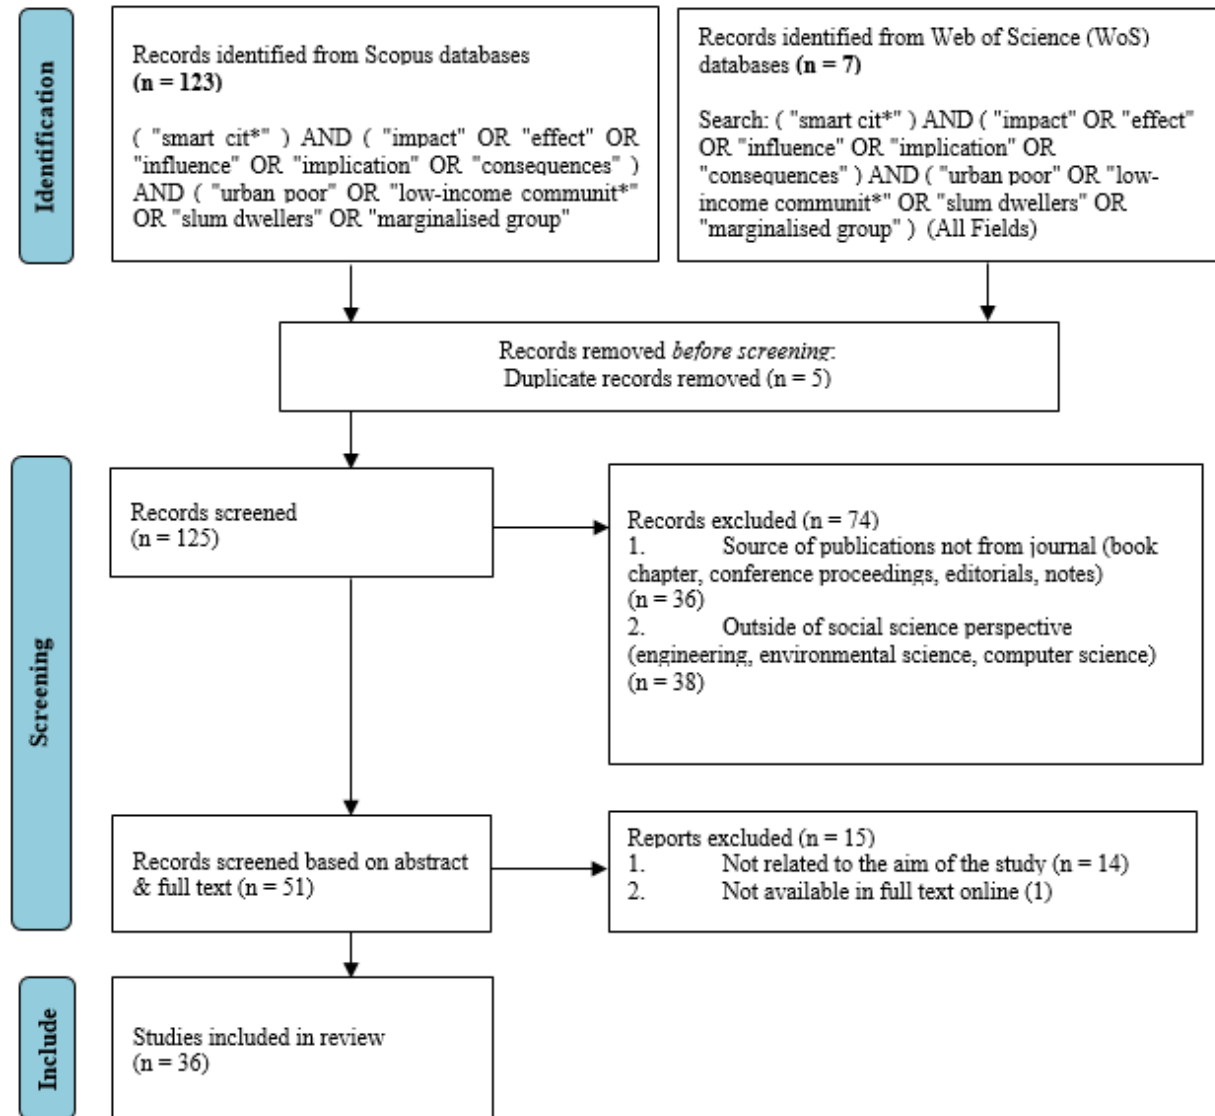 Identification
Records identified from Scopus databases
(n = 123)
( "smart cit*" ) AND ( "impact" OR "effect" OR
"influence" OR "implication" OR "consequences" )
AND ( "urban poor" OR "low-income communit*"
OR "slum dwellers" OR "marginalised group"
Records identified from Web of Science (WoS)
databases (n = 7)
Search: ( "smart cit*" ) AND ( "impact" OR "effect"
OR "influence" OR "implication" OR
"consequences" ) AND ( "urban poor" OR "low-
income communit*" OR "slum dwellers" OR
"marginalised group" ) (All Fields)
Records removed before screening:
Duplicate records removed (n = 5)
Screening
Records screened
(n = 125)
Records excluded (n = 74)
1. Source of publications not from journal (book
chapter, conference proceedings, editorials, notes)
(n = 36)
2. Outside of social science perspective
(engineering, environmental science, computer science)
(n = 38)
Records screened based on abstract
& full text (n = 51)
Reports excluded (n = 15)
1. Not related to the aim of the study (n = 14)
2. Not available in full text online (1)
Include
Studies included in review
(n = 36)